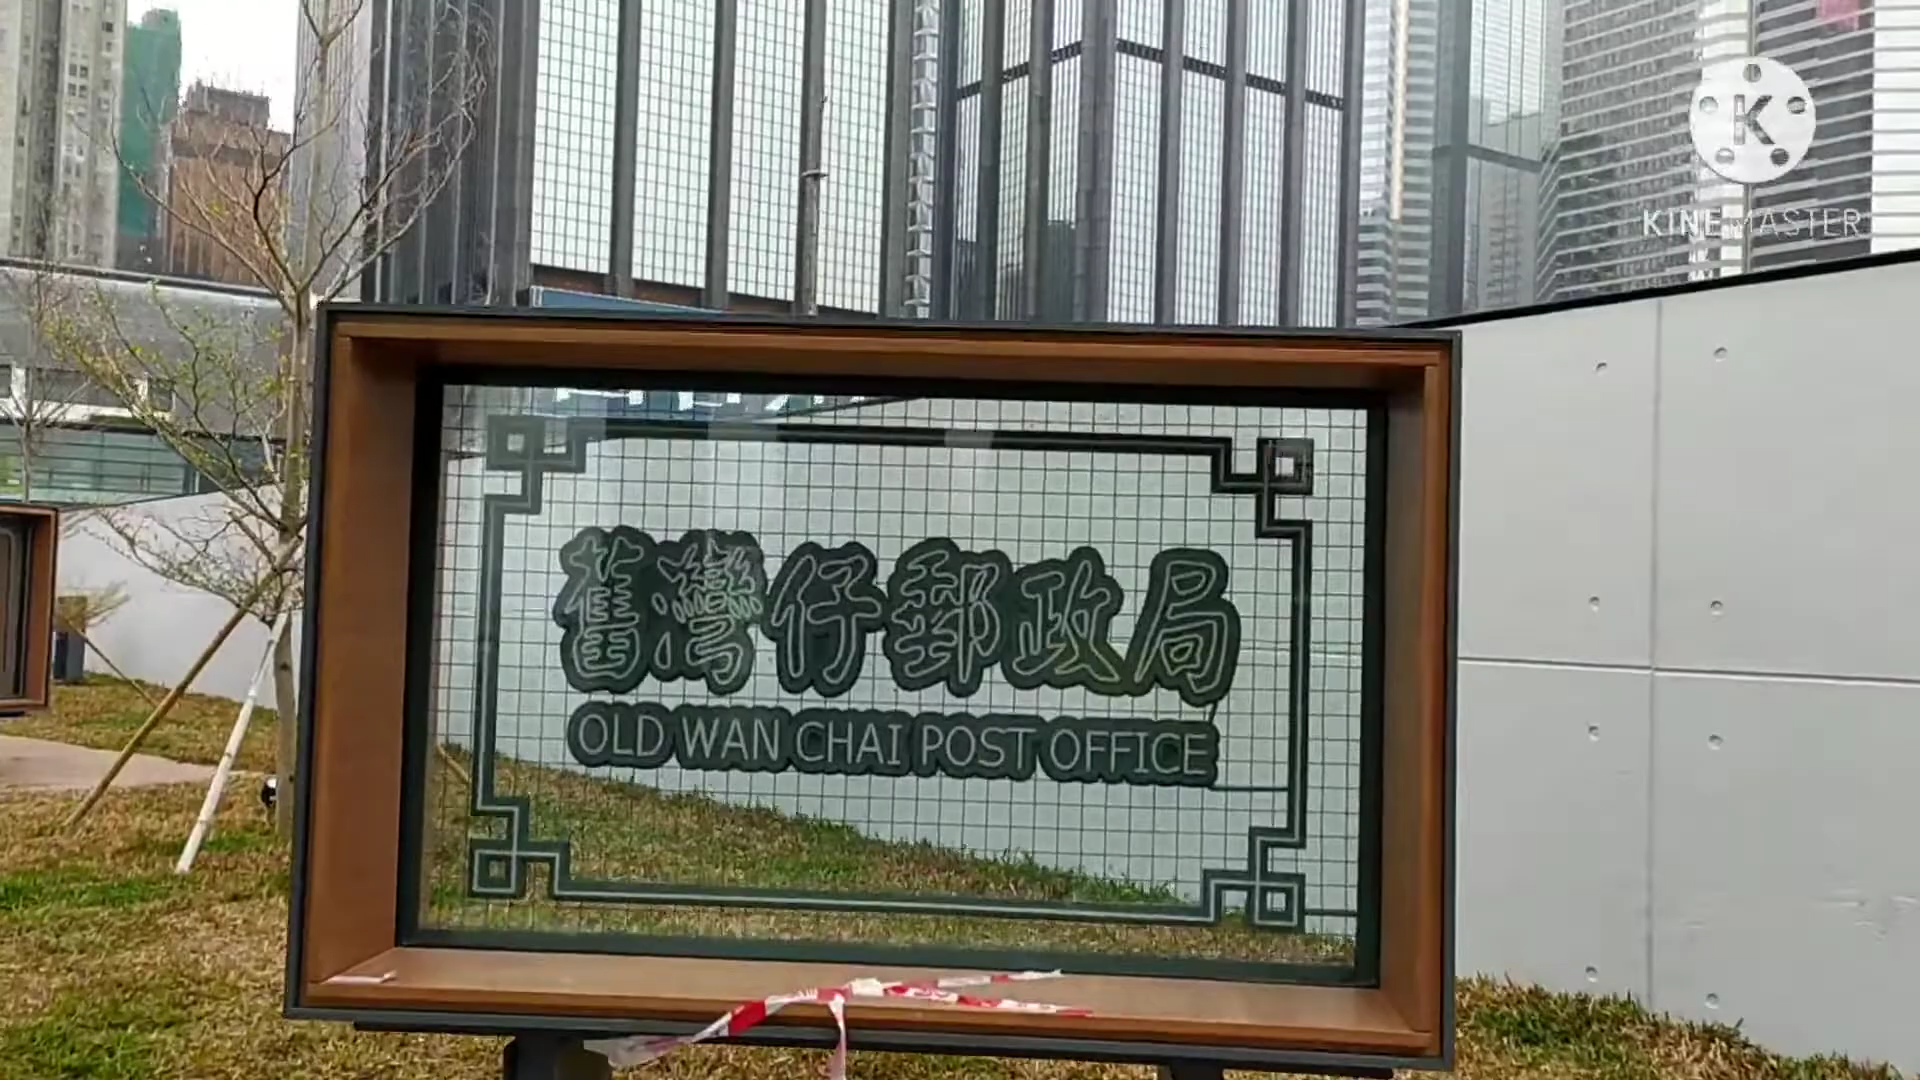 K
KINEMASTER
舊灣仔郵政局
OLD WAN CHAI POST OFFICE